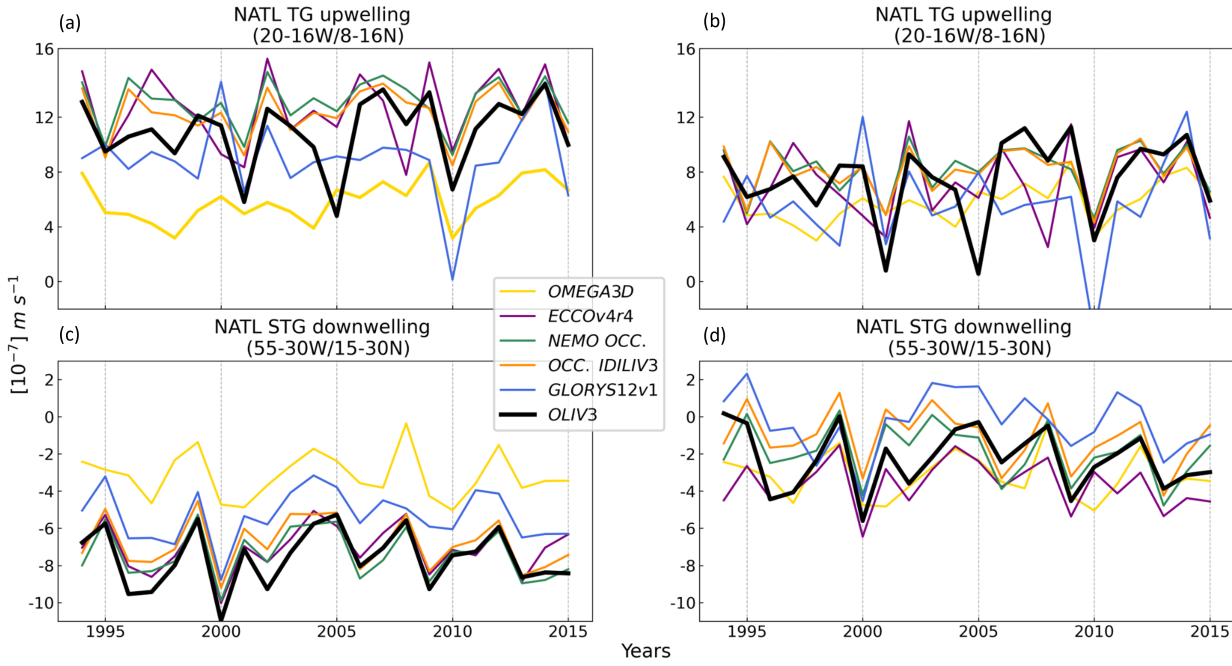 (a)
NATL TG upwelling
(20-16W/8-16N)
16
12
8
4
0
(b)
NATL TG upwelling
(20-16W/8-16N)
16
12
8
4
0
[10⁻⁷] m s⁻¹
OMEGA3D
ECCOv4r4
NEMO OCC.
OCC. IDILIV3
GLORYS12v1
OLIV3
(c)
NATL STG downwelling
(55-30W/15-30N)
2
0
-2
-4
-6
-8
-10
1995
2000
2005
2010
2015
(d)
NATL STG downwelling
(55-30W/15-30N)
2
0
-2
-4
-6
-8
-10
1995
2000
2005
2010
2015
Years